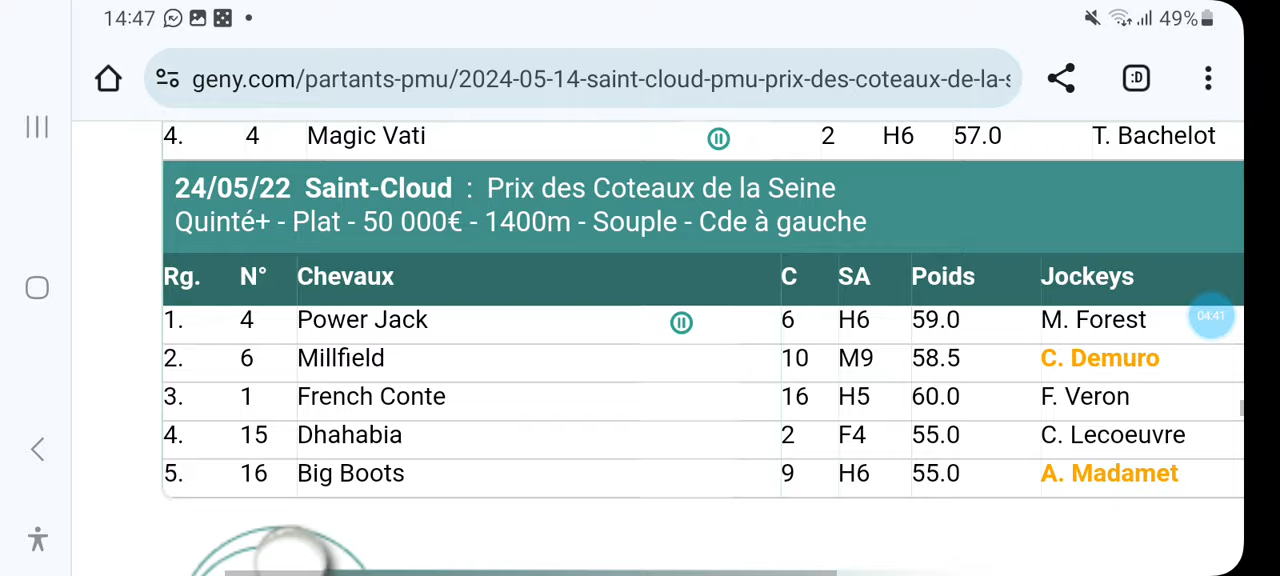 14:47 49%
geny.com/partants-pmu/2024-05-14-saint-cloud-pmu-prix-des-coteaux-de-la-s
:D
4. 4 Magic Vati 2 H6 57.0 T. Bachelot
24/05/22 Saint-Cloud : Prix des Coteaux de la Seine
Quinté+ - Plat - 50 000€ - 1400m - Souple - Cde à gauche
Rg. N° Chevaux C SA Poids Jockeys
1. 4 Power Jack 6 H6 59.0 M. Forest
04:41
2. 6 Millfield 10 M9 58.5 C. Demuro
3. 1 French Conte 16 H5 60.0 F. Veron
4. 15 Dhahabia 2 F4 55.0 C. Lecoeuvre
5. 16 Big Boots 9 H6 55.0 A. Madamet